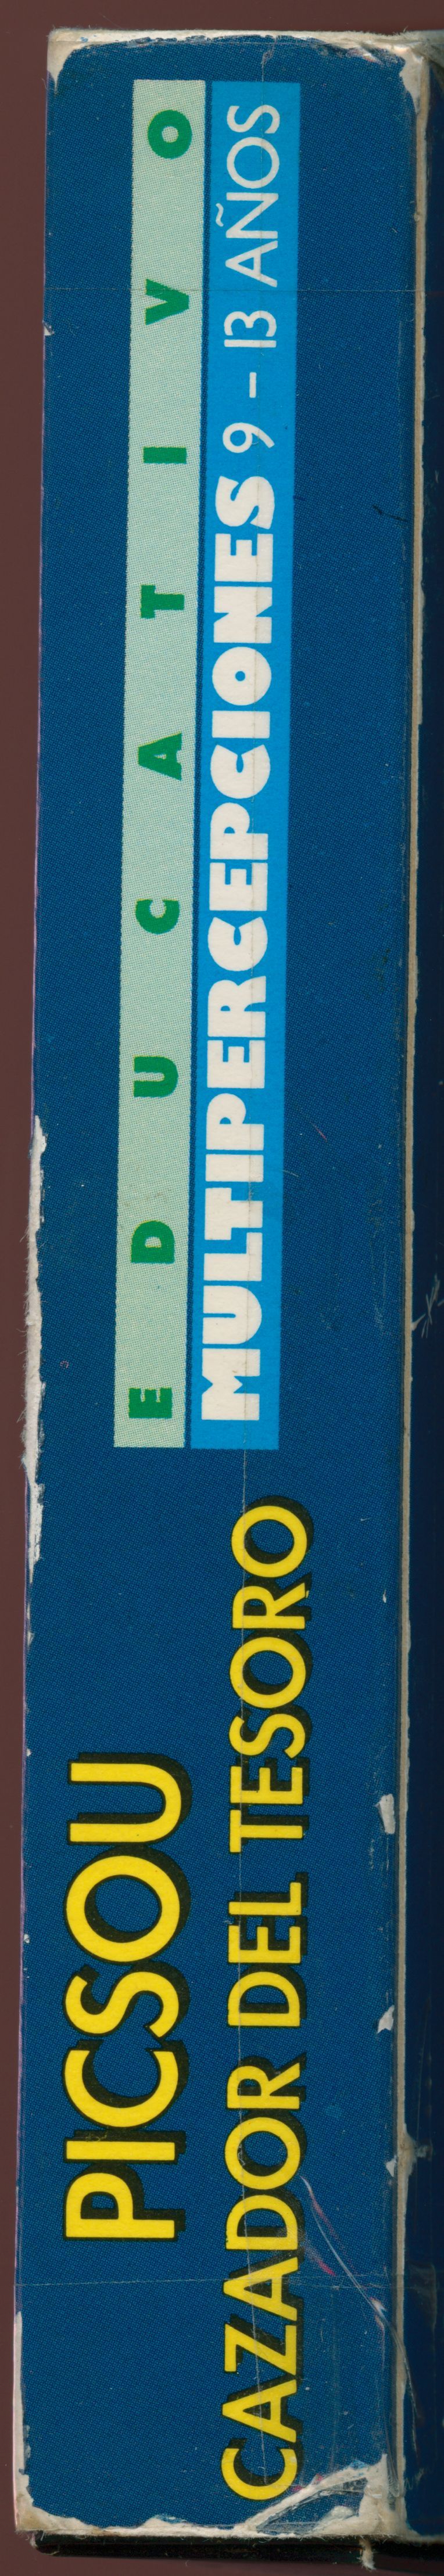 PICSOU
CAZADOR DEL TESORO
EDUCATIVO
MULTIPERCEPCIONES 9 - 13 AÑOS